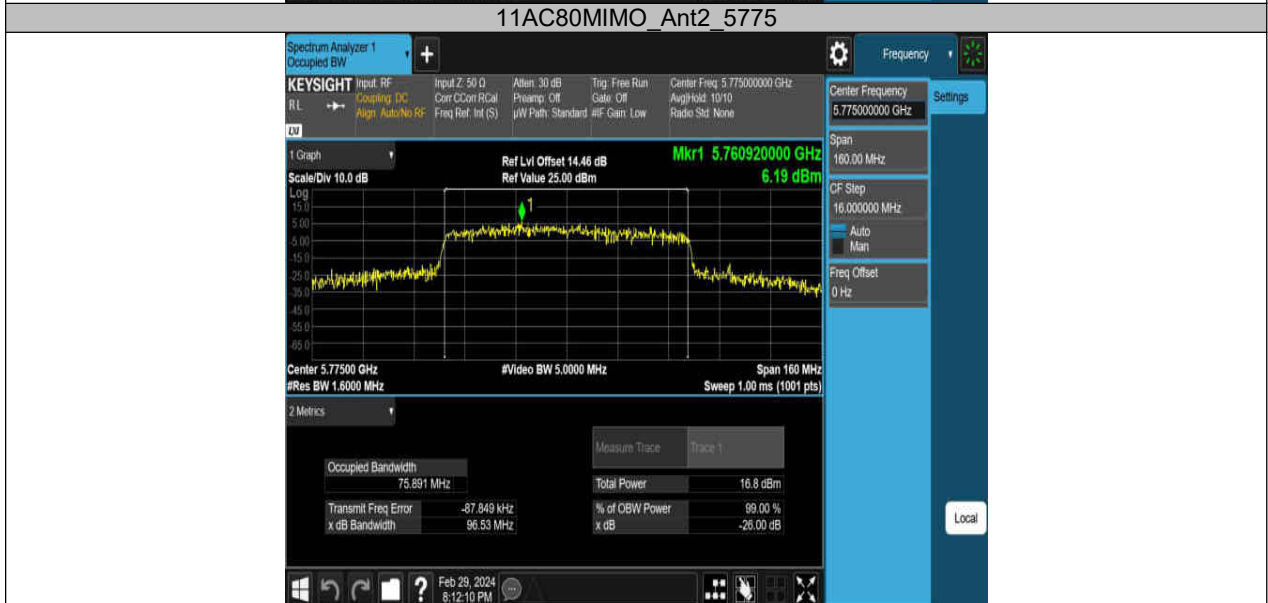 11AC80MIMO_Ant2_5775
Spectrum Analyzer 1
Occupied BW
+
Frequency
KEYSIGHT
RL
LXI
Input: RF
Coupling: DC
Align: Auto/No RF
Input Z: 50 Ω
Corr CCorr RCal
Freq Ref: Int (S)
Atten: 30 dB
Preamp: Off
µW Path: Standard
Trig: Free Run
Gate: Off
#IF Gain: Low
Center Freq: 5.775000000 GHz
Avg|Hold: 10/10
Radio Std: None
Center Frequency
5.775000000 GHz
Settings
Span
160.00 MHz
CF Step
16.000000 MHz
Auto
Man
Freq Offset
0 Hz
1 Graph
Scale/Div 10.0 dB
Ref Lvl Offset 14.46 dB
Ref Value 25.00 dBm
Mkr1 5.760920000 GHz
6.19 dBm
Log
15.0
5.00
-5.00
-15.0
-25.0
-35.0
-45.0
-55.0
-65.0
1
Center 5.77500 GHz
#Res BW 1.6000 MHz
#Video BW 5.0000 MHz
Span 160 MHz
Sweep 1.00 ms (1001 pts)
2 Metrics
Measure Trace Trace 1
Occupied Bandwidth
75.891 MHz
Total Power 16.8 dBm
Transmit Freq Error -87.849 kHz
% of OBW Power 99.00 %
x dB Bandwidth 96.53 MHz
x dB -26.00 dB
Local
?
Feb 29, 2024
8:12:10 PM